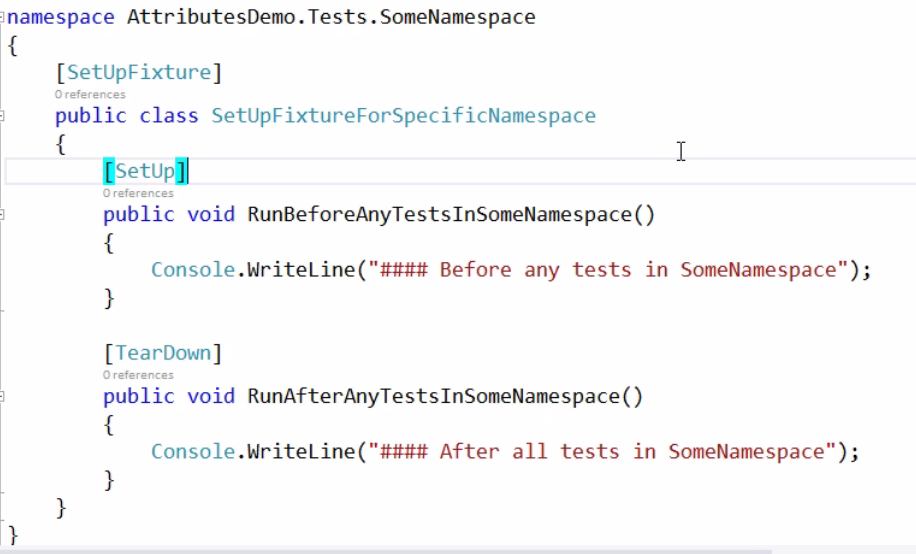 namespace AttributesDemo.Tests.SomeNamespace
{
    [SetUpFixture]
    0 references
    public class SetUpFixtureForSpecificNamespace
    {
        [SetUp]
        0 references
        public void RunBeforeAnyTestsInSomeNamespace()
        {
            Console.WriteLine("#### Before any tests in SomeNamespace");
        }

        [TearDown]
        0 references
        public void RunAfterAnyTestsInSomeNamespace()
        {
            Console.WriteLine("#### After all tests in SomeNamespace");
        }
    }
}